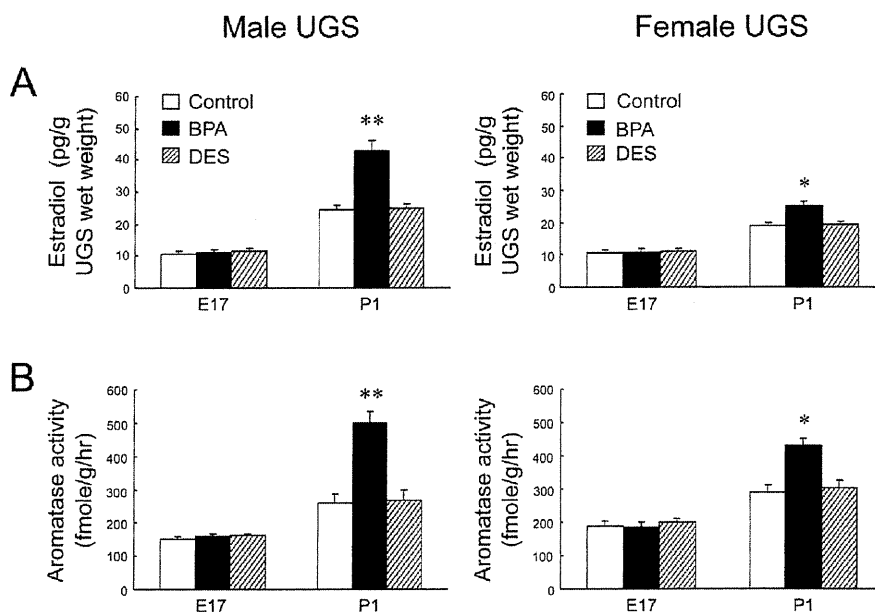 Male UGS
Female UGS
A
Estradiol (pg/g
UGS wet weight)
60
50
40
30
20
10
0
Control
BPA
DES
**
E17
P1
Estradiol (pg/g
UGS wet weight)
60
50
40
30
20
10
0
Control
BPA
DES
*
E17
P1
B
Aromatase activity
(fmole/g/hr)
600
500
400
300
200
100
0
**
E17
P1
Aromatase activity
(fmole/g/hr)
600
500
400
300
200
100
0
*
E17
P1